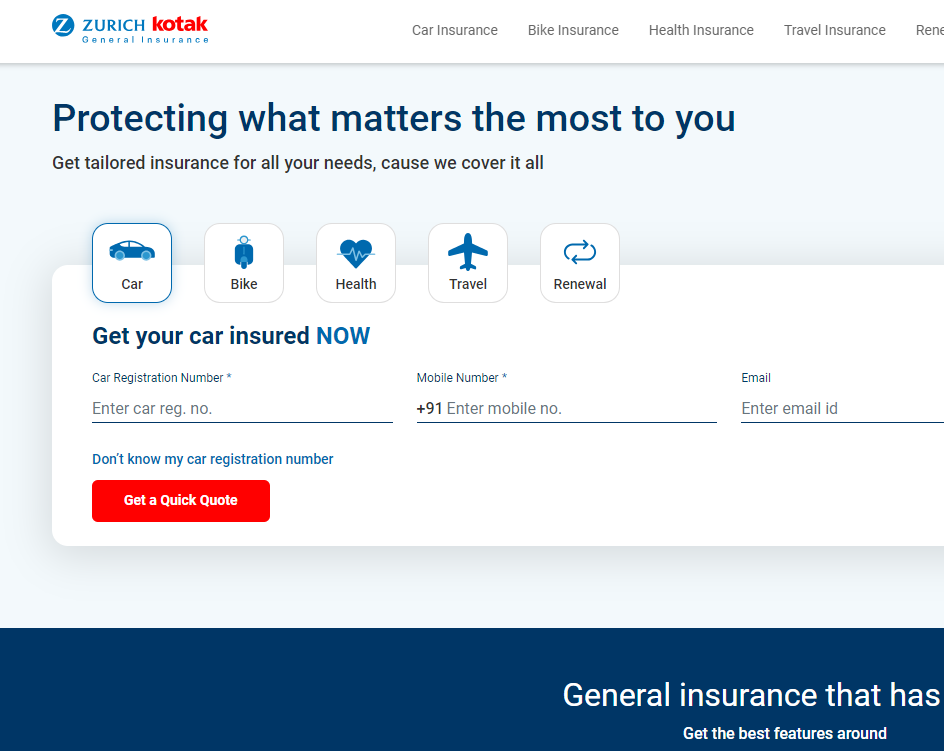 ZURICH kotak
General Insurance
Car Insurance Bike Insurance Health Insurance Travel Insurance
Protecting what matters the most to you
Get tailored insurance for all your needs, cause we cover it all
Car Bike Health Travel Renewal
Get your car insured NOW
Car Registration Number * Mobile Number * Email
Enter car reg. no. +91 Enter mobile no. Enter email id
Don’t know my car registration number
Get a Quick Quote
General insurance that has
Get the best features around